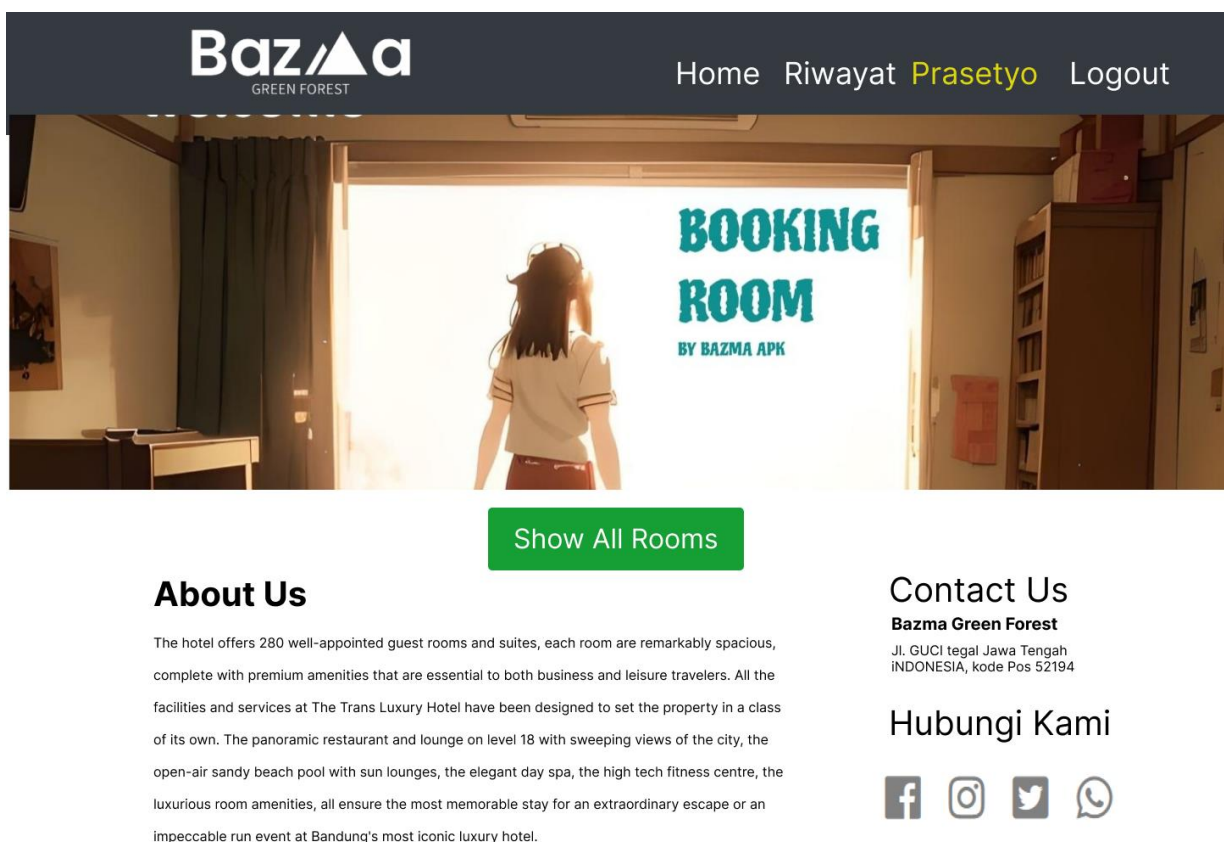 Bazma
GREEN FOREST
Home Riwayat Prasetyo Logout
BOOKING
ROOM
BY BAZMA APK
Show All Rooms
About Us
The hotel offers 280 well-appointed guest rooms and suites, each room are remarkably spacious,
complete with premium amenities that are essential to both business and leisure travelers. All the
facilities and services at The Trans Luxury Hotel have been designed to set the property in a class
of its own. The panoramic restaurant and lounge on level 18 with sweeping views of the city, the
open-air sandy beach pool with sun lounges, the elegant day spa, the high tech fitness centre, the
luxurious room amenities, all ensure the most memorable stay for an extraordinary escape or an
impeccable run event at Bandung's most iconic luxury hotel.
Contact Us
Bazma Green Forest
Jl. GUCI tegal Jawa Tengah
iNDONESIA, kode Pos 52194
Hubungi Kami